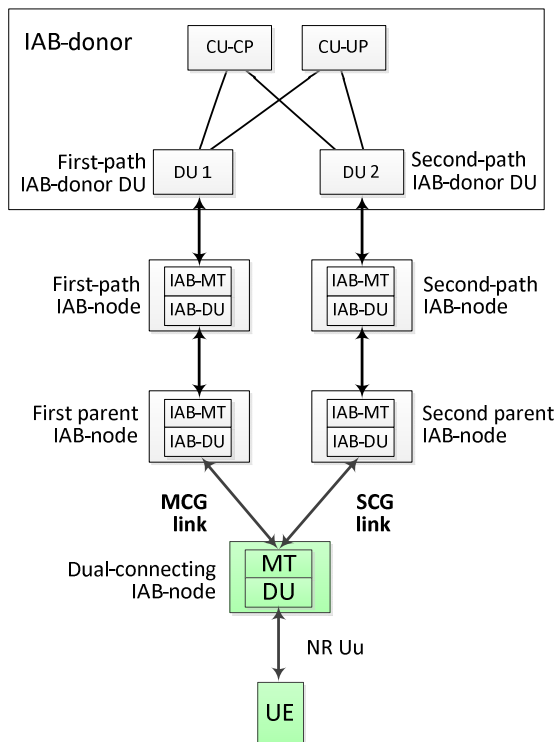 IAB-donor
CU-CP
CU-UP
First-path
IAB-donor DU
DU 1
DU 2
Second-path
IAB-donor DU
First-path
IAB-node
IAB-MT
IAB-DU
IAB-MT
IAB-DU
Second-path
IAB-node
First parent
IAB-node
IAB-MT
IAB-DU
IAB-MT
IAB-DU
Second parent
IAB-node
MCG
link
SCG
link
Dual-connecting
IAB-node
MT
DU
NR Uu
UE